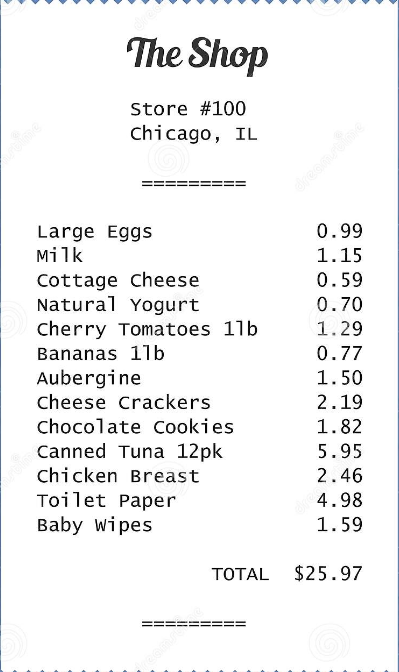 The Shop
Store #100
Chicago, IL
=========
Large Eggs 0.99
Milk 1.15
Cottage Cheese 0.59
Natural Yogurt 0.70
Cherry Tomatoes 1lb 1.29
Bananas 1lb 0.77
Aubergine 1.50
Cheese Crackers 2.19
Chocolate Cookies 1.82
Canned Tuna 12pk 5.95
Chicken Breast 2.46
Toilet Paper 4.98
Baby Wipes 1.59
TOTAL $25.97
=========